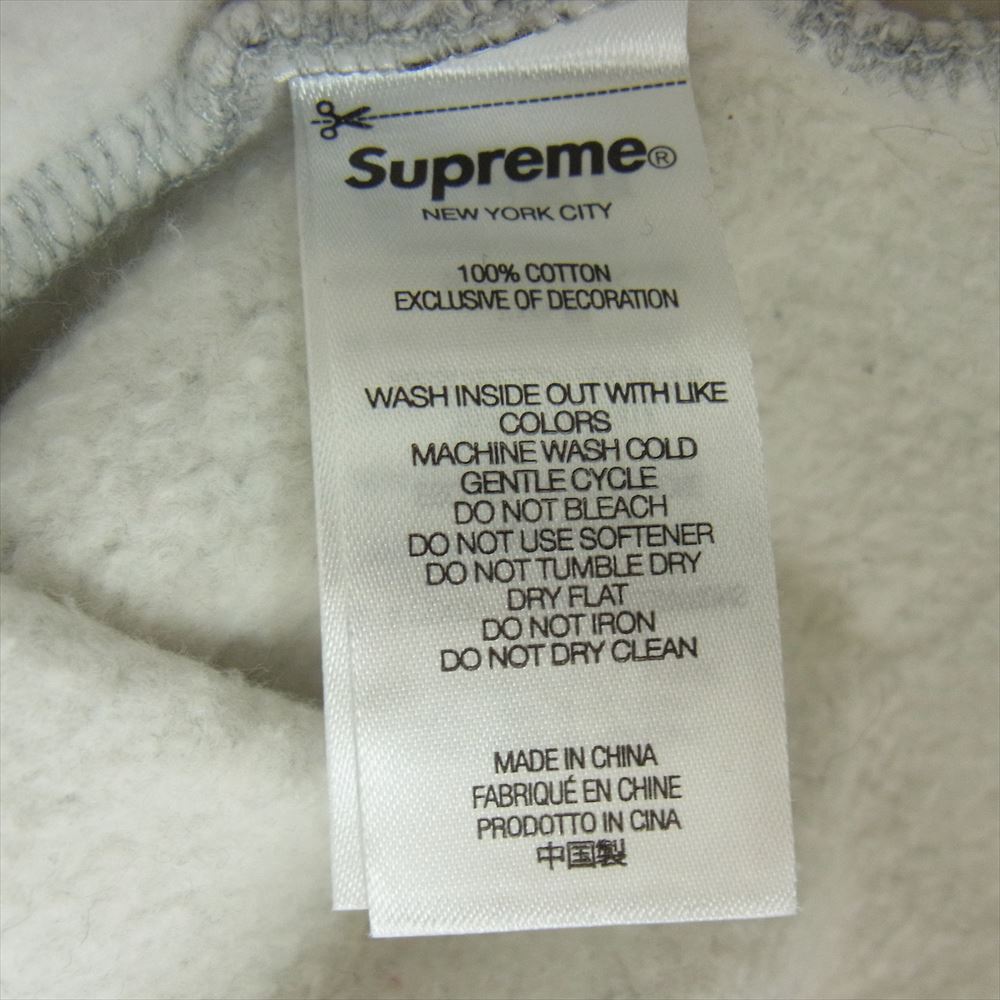 Supreme®
NEW YORK CITY
100% COTTON
EXCLUSIVE OF DECORATION
WASH INSIDE OUT WITH LIKE
COLORS
MACHINE WASH COLD
GENTLE CYCLE
DO NOT BLEACH
DO NOT USE SOFTENER
DO NOT TUMBLE DRY
DRY FLAT
DO NOT IRON
DO NOT DRY CLEAN
MADE IN CHINA
FABRIQUÉ EN CHINE
PRODOTTO IN CINA
中国製